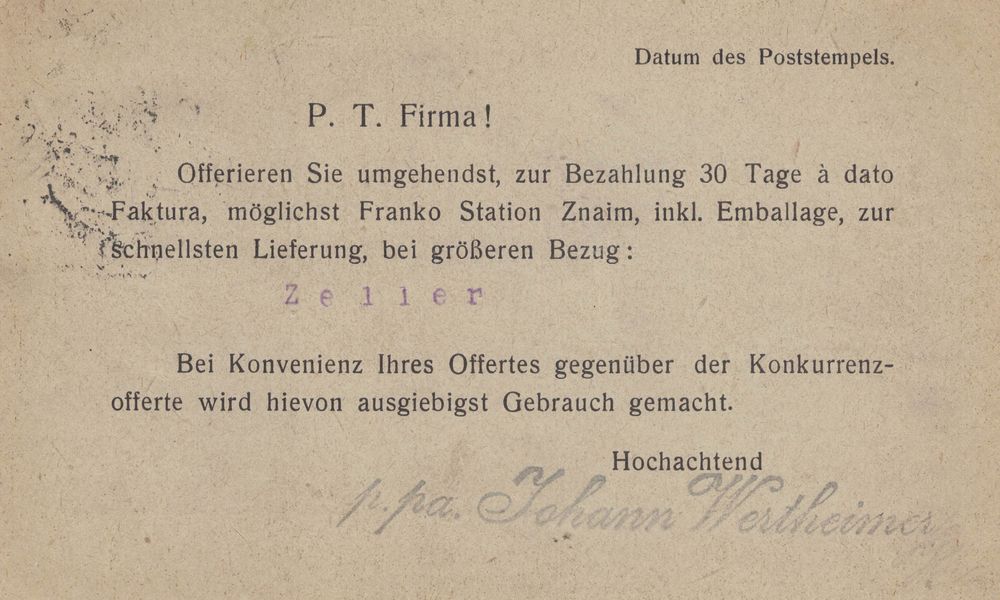 Datum des Poststempels.
P. T. Firma!
Offerieren Sie umgehendst, zur Bezahlung 30 Tage à dato
Faktura, möglichst Franko Station Znaim, inkl. Emballage, zur
schnellsten Lieferung, bei größeren Bezug:
Zeller
Bei Konvenienz Ihres Offertes gegenüber der Konkurrenz-
offerte wird hievon ausgiebigst Gebrauch gemacht.
Hochachtend
p. pa. Johann Wertheimer